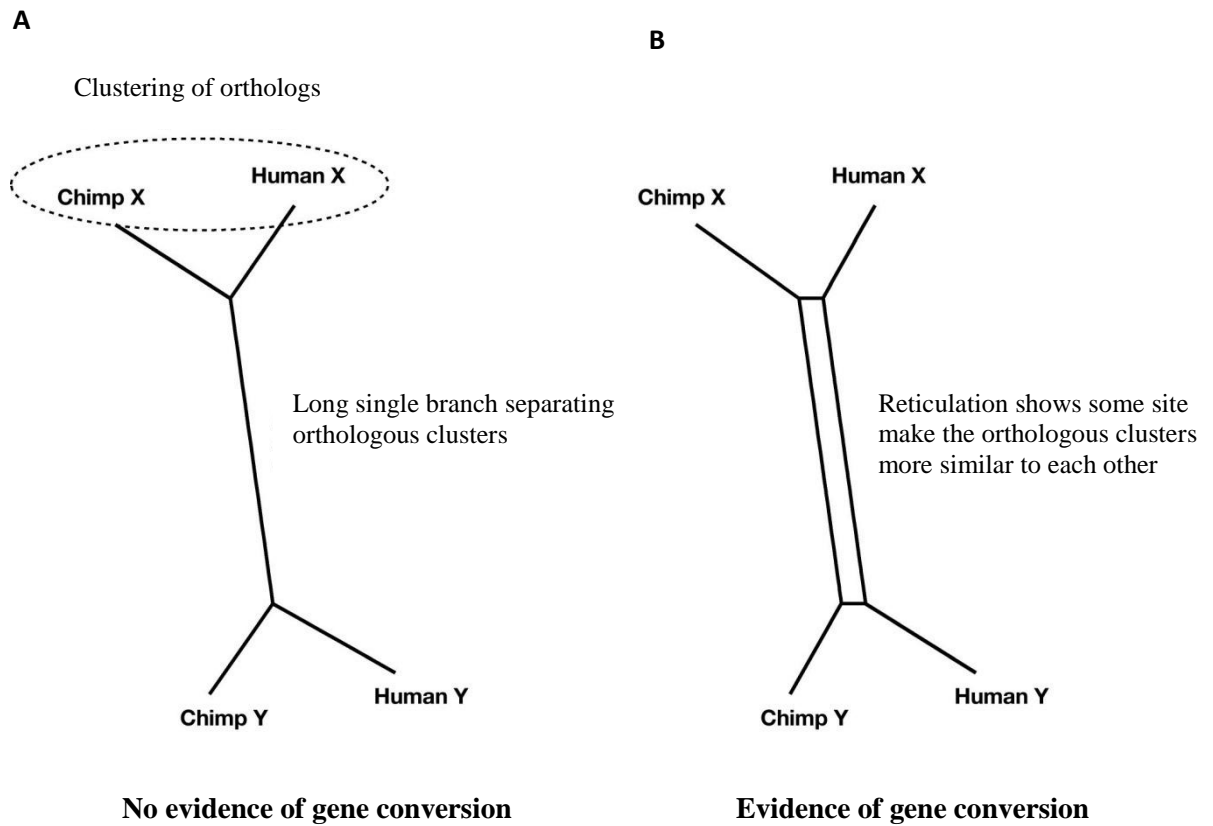 A
Clustering of orthologs
Chimp X
Human X
Long single branch separating
orthologous clusters
Chimp Y
Human Y
No evidence of gene conversion
B
Chimp X
Human X
Reticulation shows some site
make the orthologous clusters
more similar to each other
Chimp Y
Human Y
Evidence of gene conversion